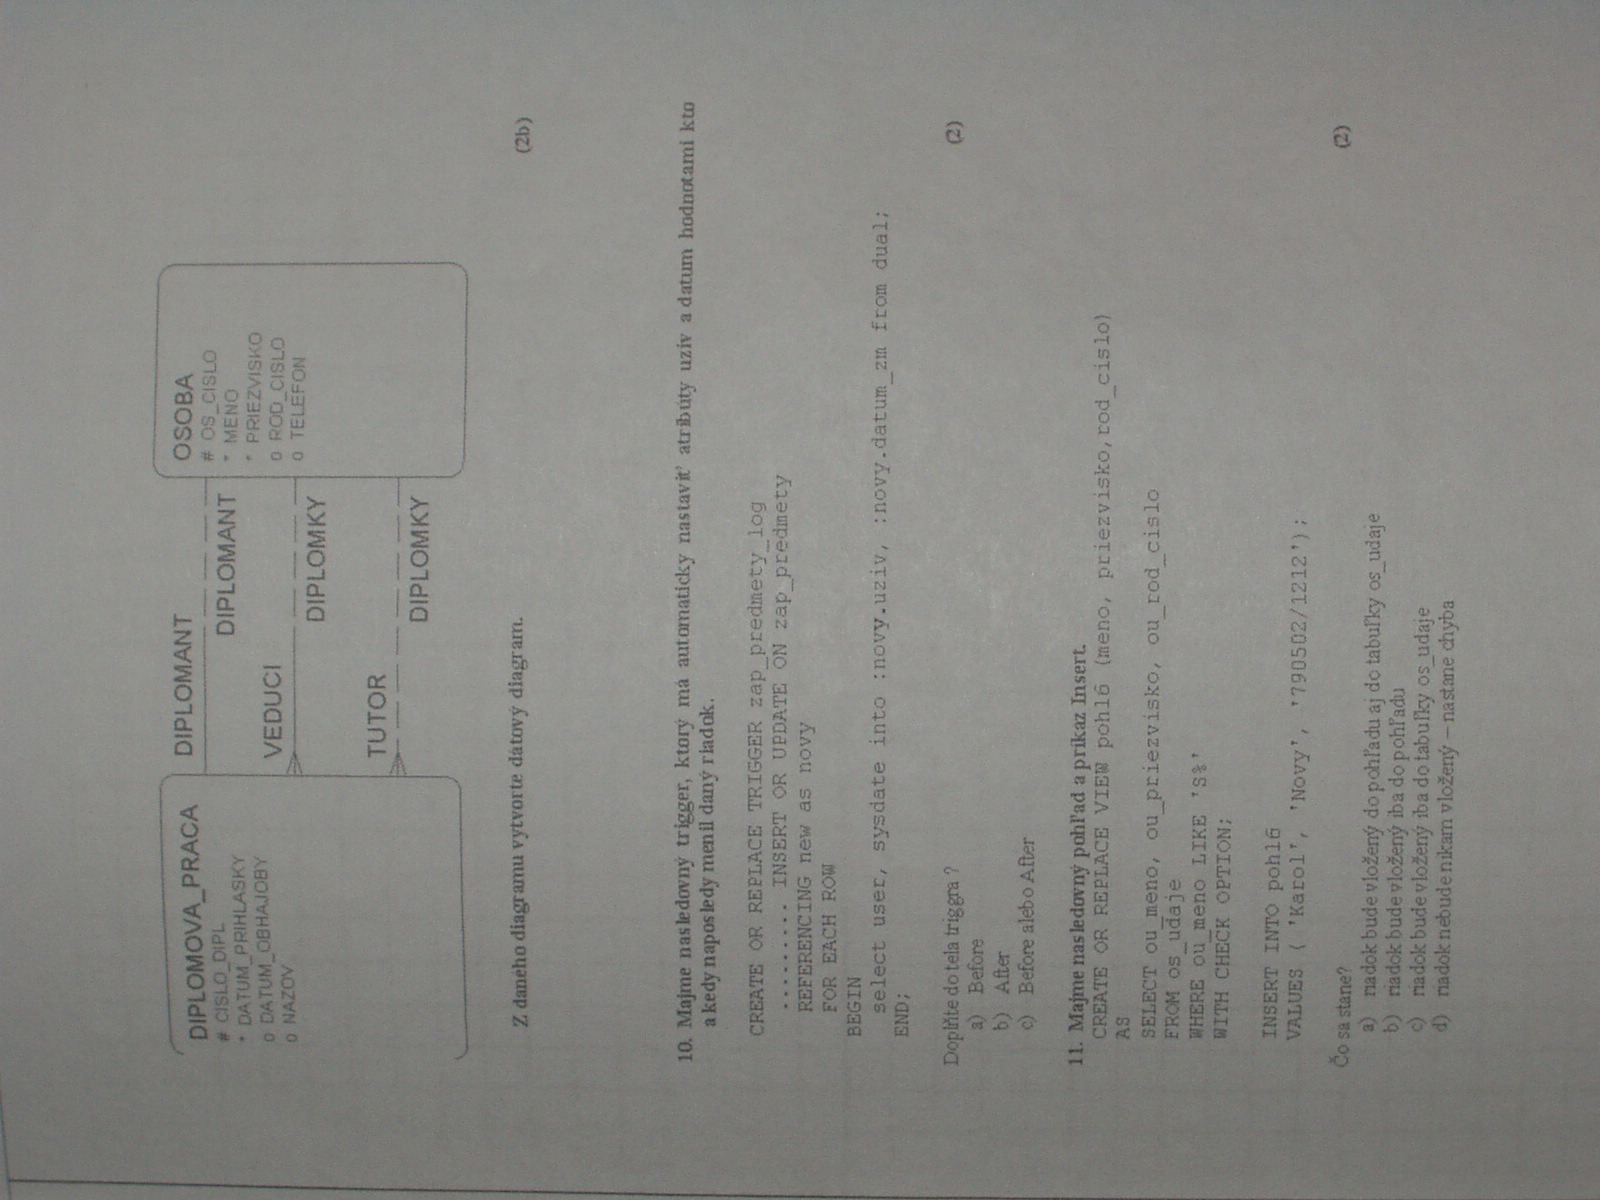 DIPLOMOVA_PRACA
# CISLO_DIPL
* DATUM_PRIHLASKY
o DATUM_OBHAJOBY
o NAZOV
DIPLOMANT
DIPLOMANT
VEDUCI
DIPLOMKY
TUTOR
DIPLOMKY
OSOBA
# OS_CISLO
* MENO
* PRIEZVISKO
o ROD_CISLO
o TELEFON
Z daného diagramu vytvorte dátový diagram. (2b)
10. Majme nasledovný trigger, ktorý má automaticky nastaviť atribúty uziv a datum hodnotami kto
a kedy naposledy menil daný riadok.
CREATE OR REPLACE TRIGGER zap_predmety_log
.......... INSERT OR UPDATE ON zap_predmety
REFERENCING new as novy
FOR EACH ROW
BEGIN
select user, sysdate into :novy.uziv, :novy.datum_zm from dual;
END;
Doplňte do tela triggra ? (2)
a) Before
b) After
c) Before alebo After
11. Majme nasledovný pohľad a príkaz Insert.
CREATE OR REPLACE VIEW pohl6 (meno, priezvisko,rod_cislo)
AS
SELECT ou_meno, ou_priezvisko, ou_rod_cislo
FROM os_udaje
WHERE ou_meno LIKE 'S%'
WITH CHECK OPTION;
INSERT INTO pohl6
VALUES ( 'Karol', 'Novy', '790502/1212');
Čo sa stane? (2)
a) riadok bude vložený do pohľadu aj do tabuľky os_udaje
b) riadok bude vložený iba do pohľadu
c) riadok bude vložený iba do tabuľky os_udaje
d) riadok nebude nikam vložený – nastane chyba